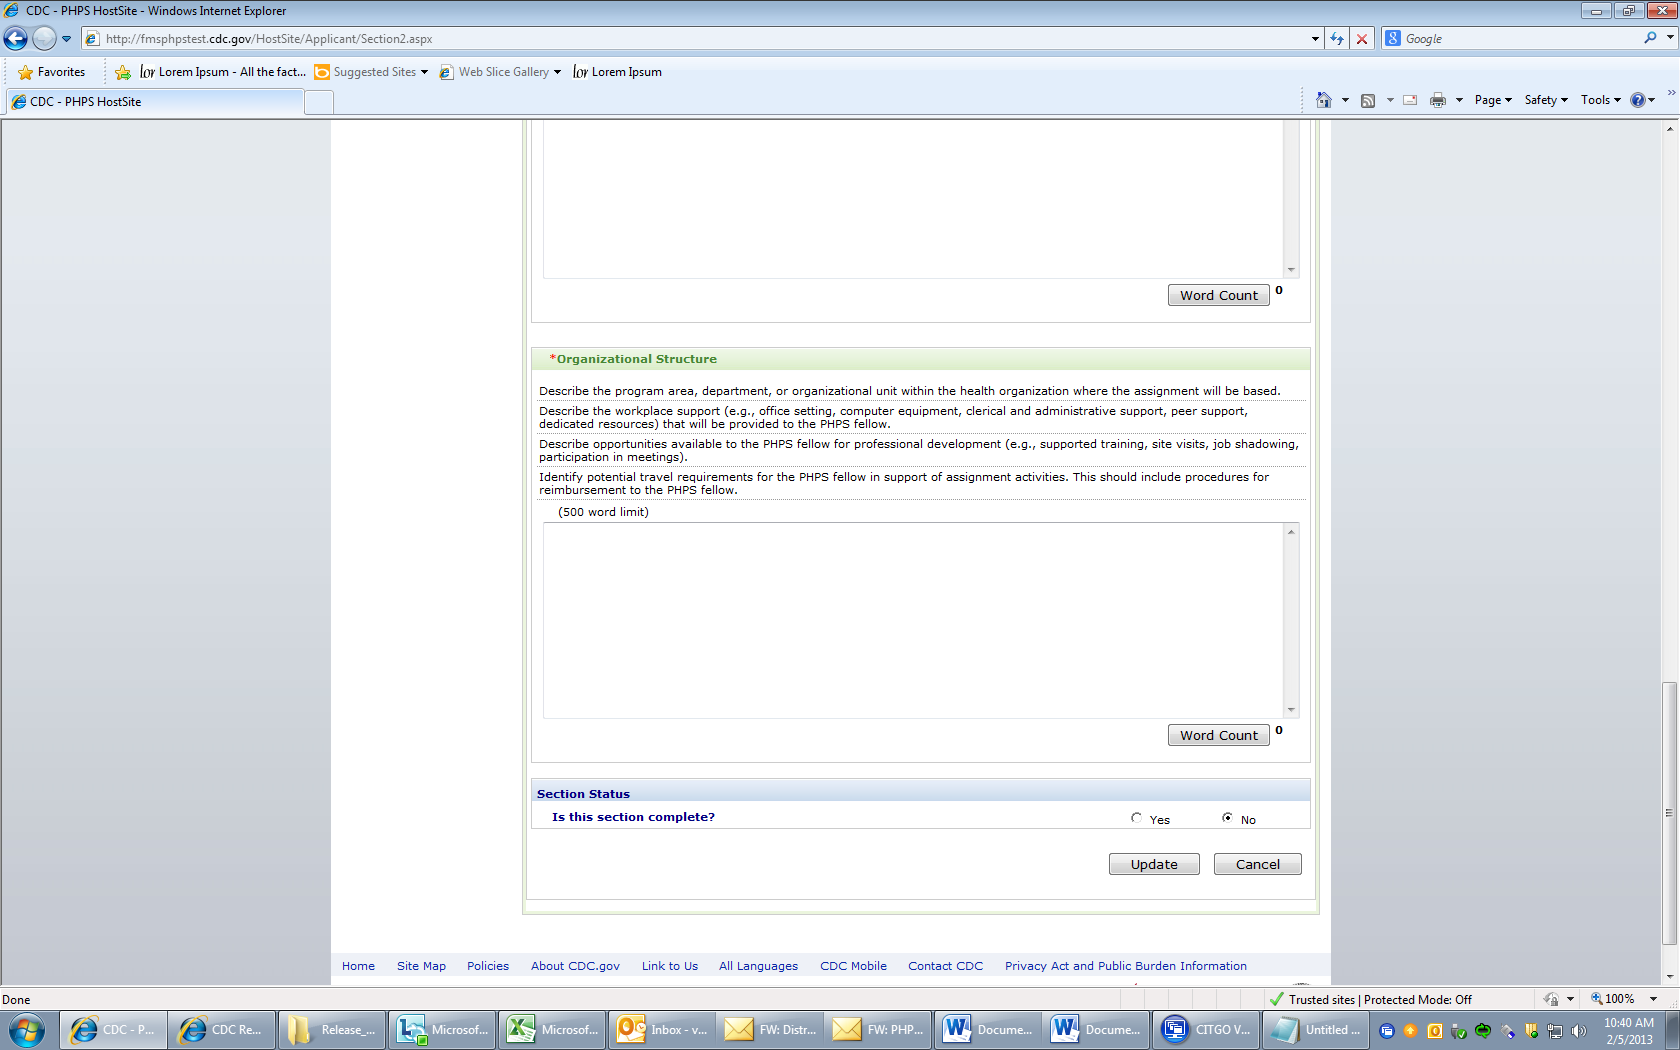 CDC - PHPS HostSite - Windows Internet Explorer
http://fmsphpstest.cdc.gov/HostSite/Applicant/Section2.aspx
Google
Favorites
Lorem Ipsum - All the fact...
Suggested Sites
Web Slice Gallery
Lorem Ipsum
CDC - PHPS HostSite
Page
Safety
Tools
Word Count 0
*Organizational Structure
Describe the program area, department, or organizational unit within the health organization where the assignment will be based.
Describe the workplace support (e.g., office setting, computer equipment, clerical and administrative support, peer support,
dedicated resources) that will be provided to the PHPS fellow.
Describe opportunities available to the PHPS fellow for professional development (e.g., supported training, site visits, job shadowing,
participation in meetings).
Identify potential travel requirements for the PHPS fellow in support of assignment activities. This should include procedures for
reimbursement to the PHPS fellow.
(500 word limit)
Word Count 0
Section Status
Is this section complete? Yes No
Update Cancel
Home Site Map Policies About CDC.gov Link to Us All Languages CDC Mobile Contact CDC Privacy Act and Public Burden Information
Done
Trusted sites | Protected Mode: Off
100%
CDC - P...
CDC Re...
Release_...
Microsof...
Microsof...
Inbox - v...
FW: Distr...
FW: PHP...
Docume...
Docume...
CITGO V...
Untitled ...
10:40 AM
2/5/2013